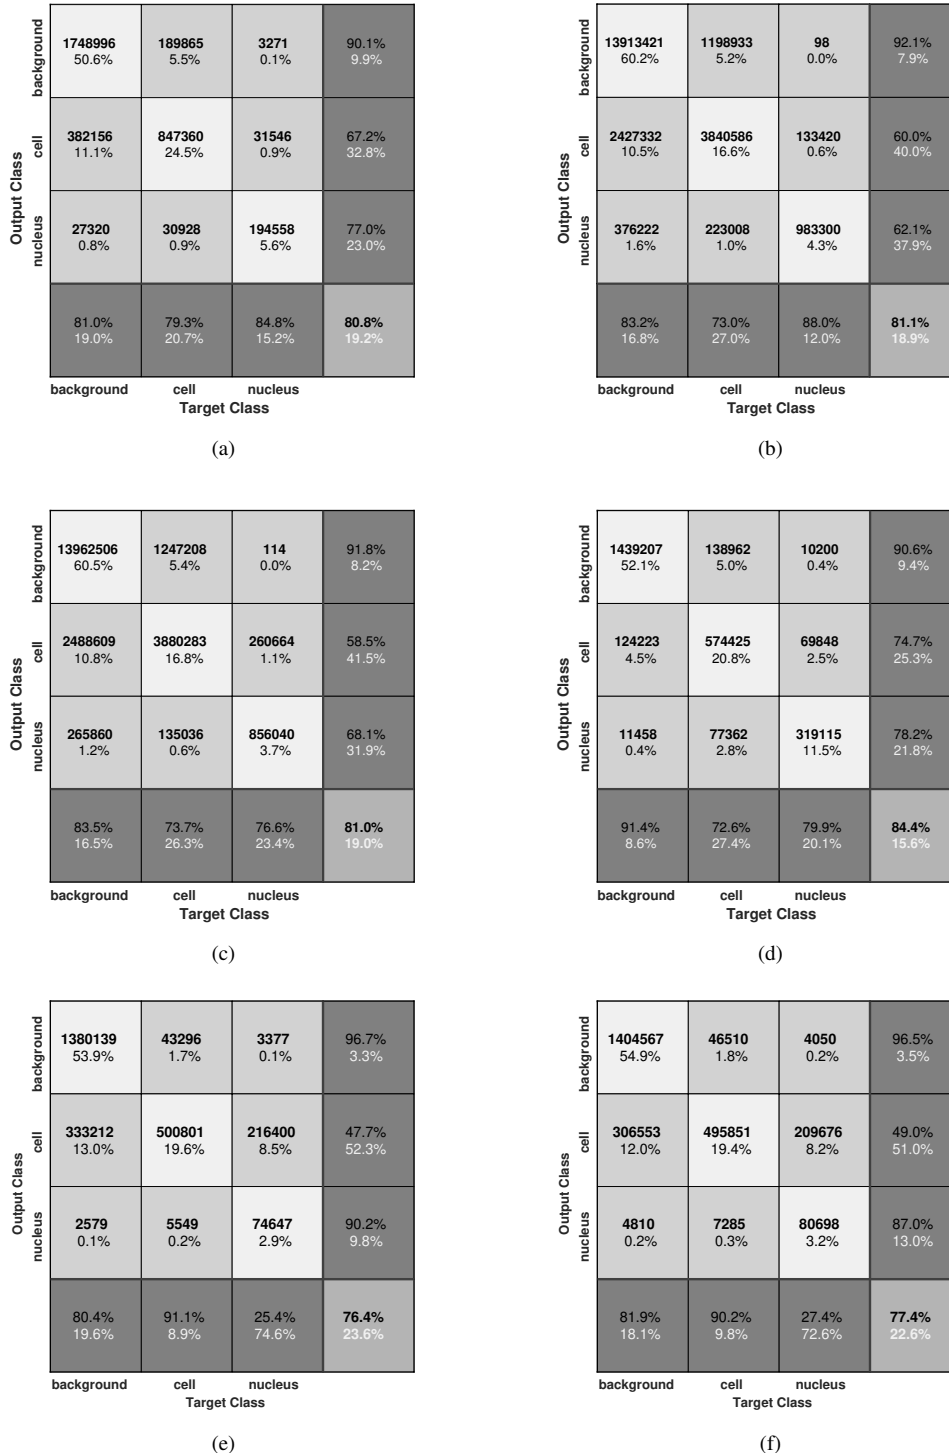 background 1748996 189865 3271 90.1%
50.6% 5.5% 0.1% 9.9%
cell 382156 847360 31546 67.2%
11.1% 24.5% 0.9% 32.8%
nucleus 27320 30928 194558 77.0%
0.8% 0.9% 5.6% 23.0%
81.0% 79.3% 84.8% 80.8%
19.0% 20.7% 15.2% 19.2%
Output Class
background cell nucleus
Target Class
(a)
background 13913421 1198933 98 92.1%
60.2% 5.2% 0.0% 7.9%
cell 2427332 3840586 133420 60.0%
10.5% 16.6% 0.6% 40.0%
nucleus 376222 223008 983300 62.1%
1.6% 1.0% 4.3% 37.9%
83.2% 73.0% 88.0% 81.1%
16.8% 27.0% 12.0% 18.9%
Output Class
background cell nucleus
Target Class
(b)
background 13962506 1247208 114 91.8%
60.5% 5.4% 0.0% 8.2%
cell 2488609 3880283 260664 58.5%
10.8% 16.8% 1.1% 41.5%
nucleus 265860 135036 856040 68.1%
1.2% 0.6% 3.7% 31.9%
83.5% 73.7% 76.6% 81.0%
16.5% 26.3% 23.4% 19.0%
Output Class
background cell nucleus
Target Class
(c)
background 1439207 138962 10200 90.6%
52.1% 5.0% 0.4% 9.4%
cell 124223 574425 69848 74.7%
4.5% 20.8% 2.5% 25.3%
nucleus 11458 77362 319115 78.2%
0.4% 2.8% 11.5% 21.8%
91.4% 72.6% 79.9% 84.4%
8.6% 27.4% 20.1% 15.6%
Output Class
background cell nucleus
Target Class
(d)
background 1380139 43296 3377 96.7%
53.9% 1.7% 0.1% 3.3%
cell 333212 500801 216400 47.7%
13.0% 19.6% 8.5% 52.3%
nucleus 2579 5549 74647 90.2%
0.1% 0.2% 2.9% 9.8%
80.4% 91.1% 25.4% 76.4%
19.6% 8.9% 74.6% 23.6%
Output Class
background cell nucleus
Target Class
(e)
background 1404567 46510 4050 96.5%
54.9% 1.8% 0.2% 3.5%
cell 306553 495851 209676 49.0%
12.0% 19.4% 8.2% 51.0%
nucleus 4810 7285 80698 87.0%
0.2% 0.3% 3.2% 13.0%
81.9% 90.2% 27.4% 77.4%
18.1% 9.8% 72.6% 22.6%
Output Class
background cell nucleus
Target Class
(f)